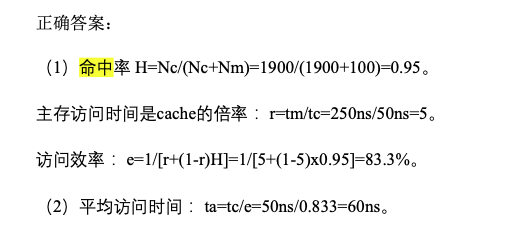 正确答案：
（1）命中率 H=Nc/(Nc+Nm)=1900/(1900+100)=0.95。
主存访问时间是cache的倍率： r=tm/tc=250ns/50ns=5。
访问效率： e=1/[r+(1-r)H]=1/[5+(1-5)x0.95]=83.3%。
（2）平均访问时间： ta=tc/e=50ns/0.833=60ns。